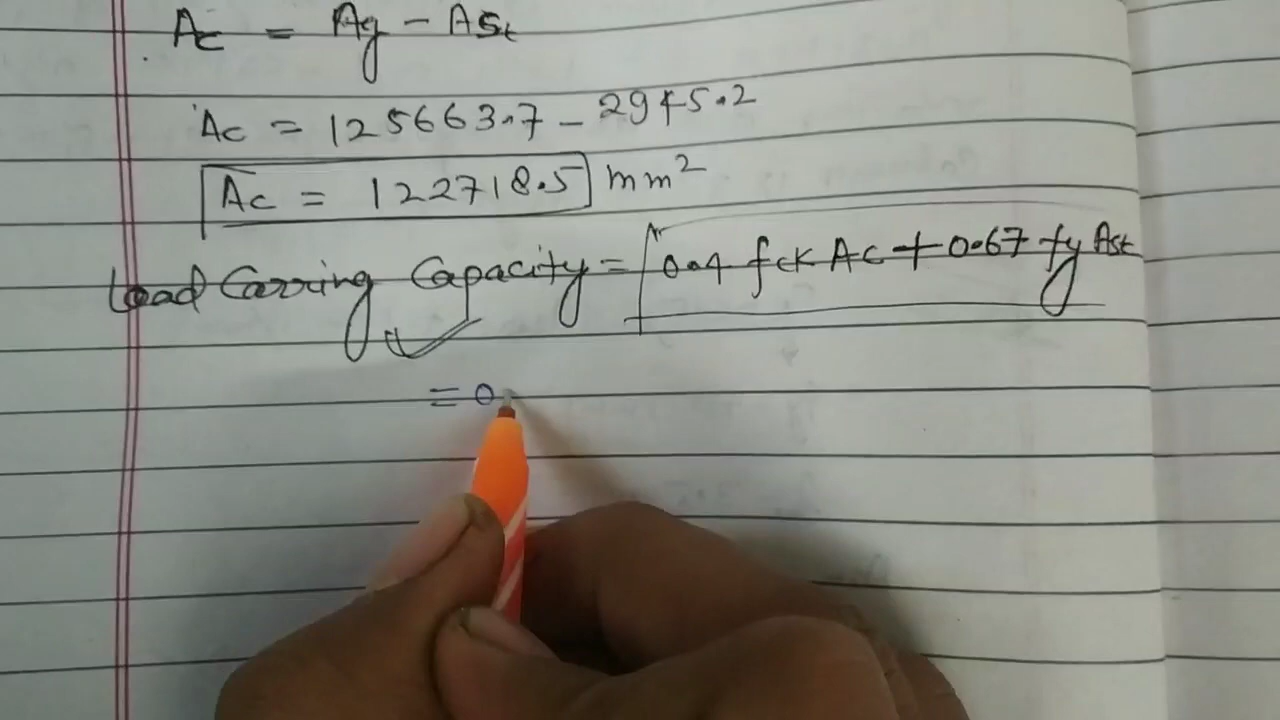 Ac = Ag - Ast
Ac = 125663.7 - 2945.2
Ac = 122718.5 mm²
Load Carring Capacity = 0.4 fck Ac + 0.67 fy Ast
= 0